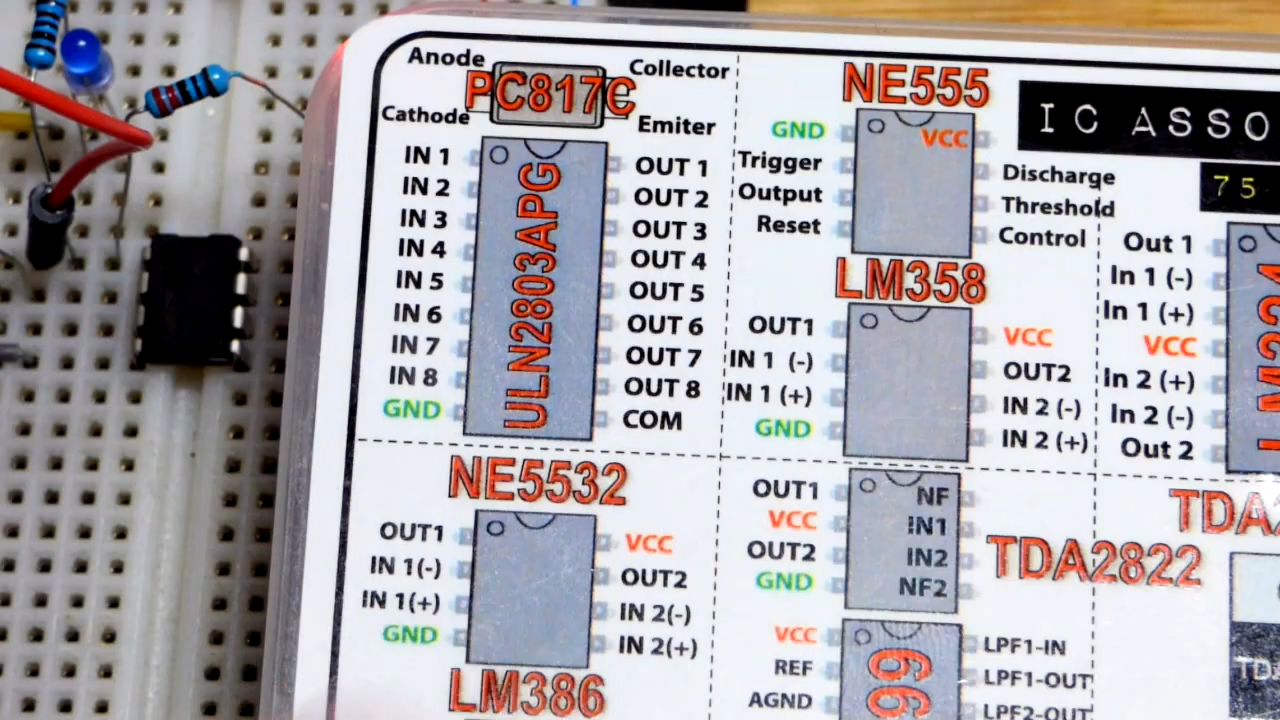 Anode
Collector
PC817C
Cathode
Emiter
IN 1
IN 2
IN 3
IN 4
IN 5
IN 6
IN 7
IN 8
GND
ULN2803APG
OUT 1
OUT 2
OUT 3
OUT 4
OUT 5
OUT 6
OUT 7
OUT 8
COM
NE555
GND
Trigger
Output
Reset
VCC
Discharge
Threshold
Control
IC ASSO
75
LM358
OUT1
IN 1 (-)
IN 1 (+)
GND
VCC
OUT2
IN 2 (-)
IN 2 (+)
Out 1
In 1 (-)
In 1 (+)
VCC
In 2 (+)
In 2 (-)
Out 2
NE5532
OUT1
IN 1(-)
IN 1(+)
GND
VCC
OUT2
IN 2(-)
IN 2(+)
LM386
OUT1
VCC
OUT2
GND
NF
IN1
IN2
NF2
TDA2822
TDA
VCC
REF
AGND
LPF1-IN
LPF1-OUT
LPF2-OUT